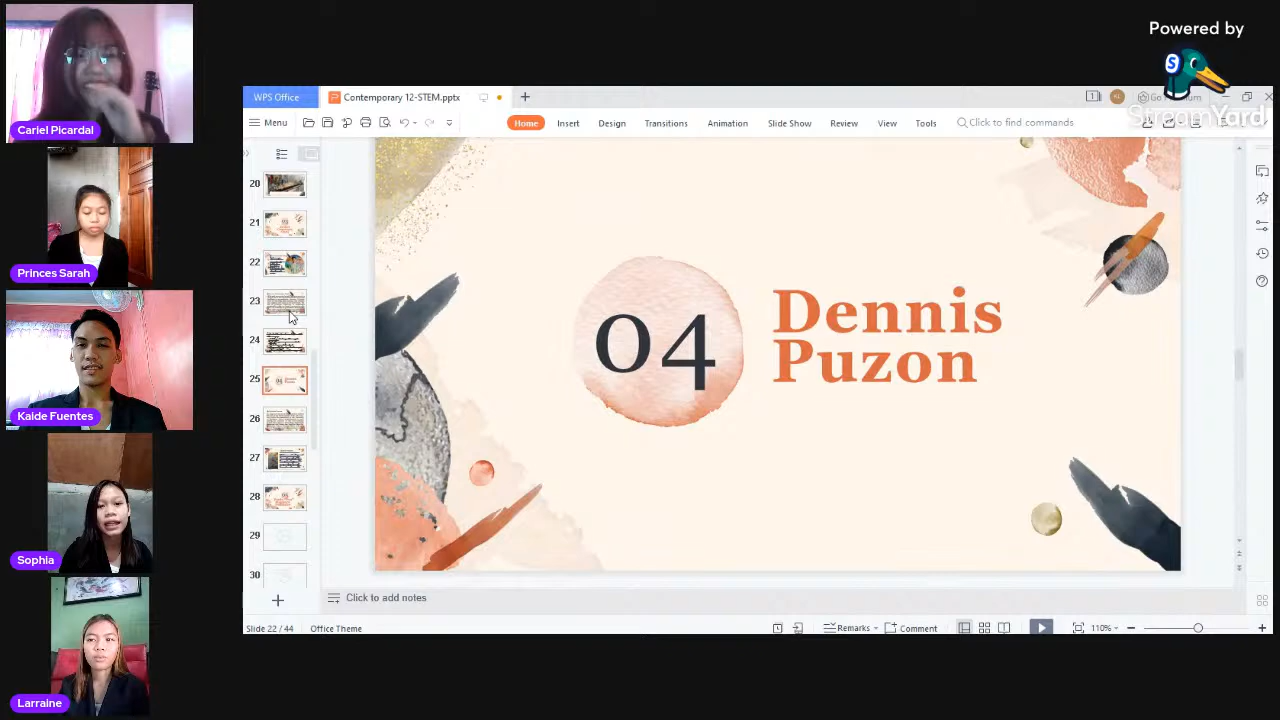 Powered by
StreamYard
Cariel Picardal
Princes Sarah
Kaide Fuentes
Sophia
Larraine
WPS Office
Contemporary 12-STEM.pptx
Menu
Home
Insert
Design
Transitions
Animation
Slide Show
Review
View
Tools
Click to find commands
20
21
22
23
24
25
26
27
28
29
30
04
Dennis
Puzon
Click to add notes
Slide 22 / 44
Office Theme
Remarks
Comment
110%